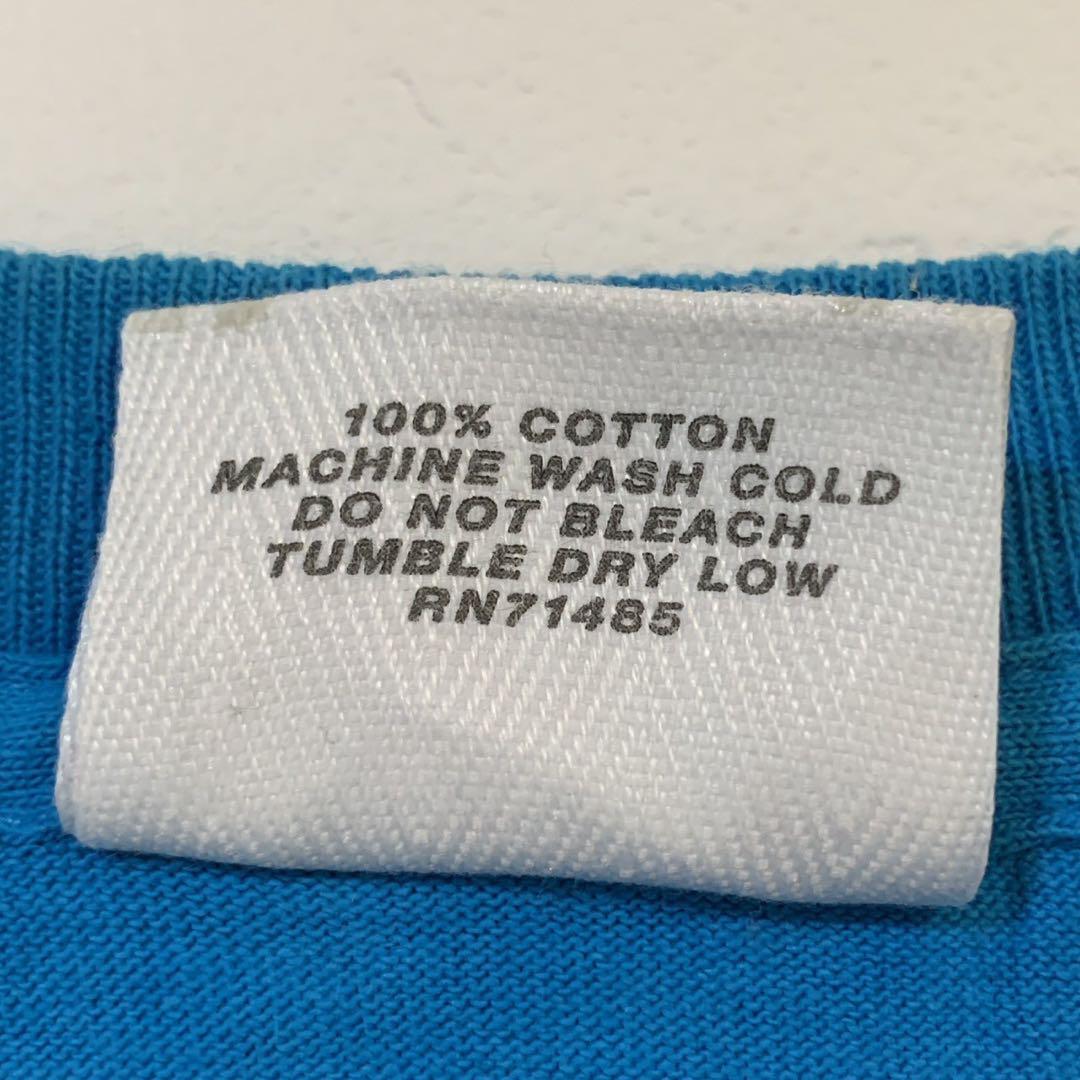 100% COTTON
MACHINE WASH COLD
DO NOT BLEACH
TUMBLE DRY LOW
RN71485